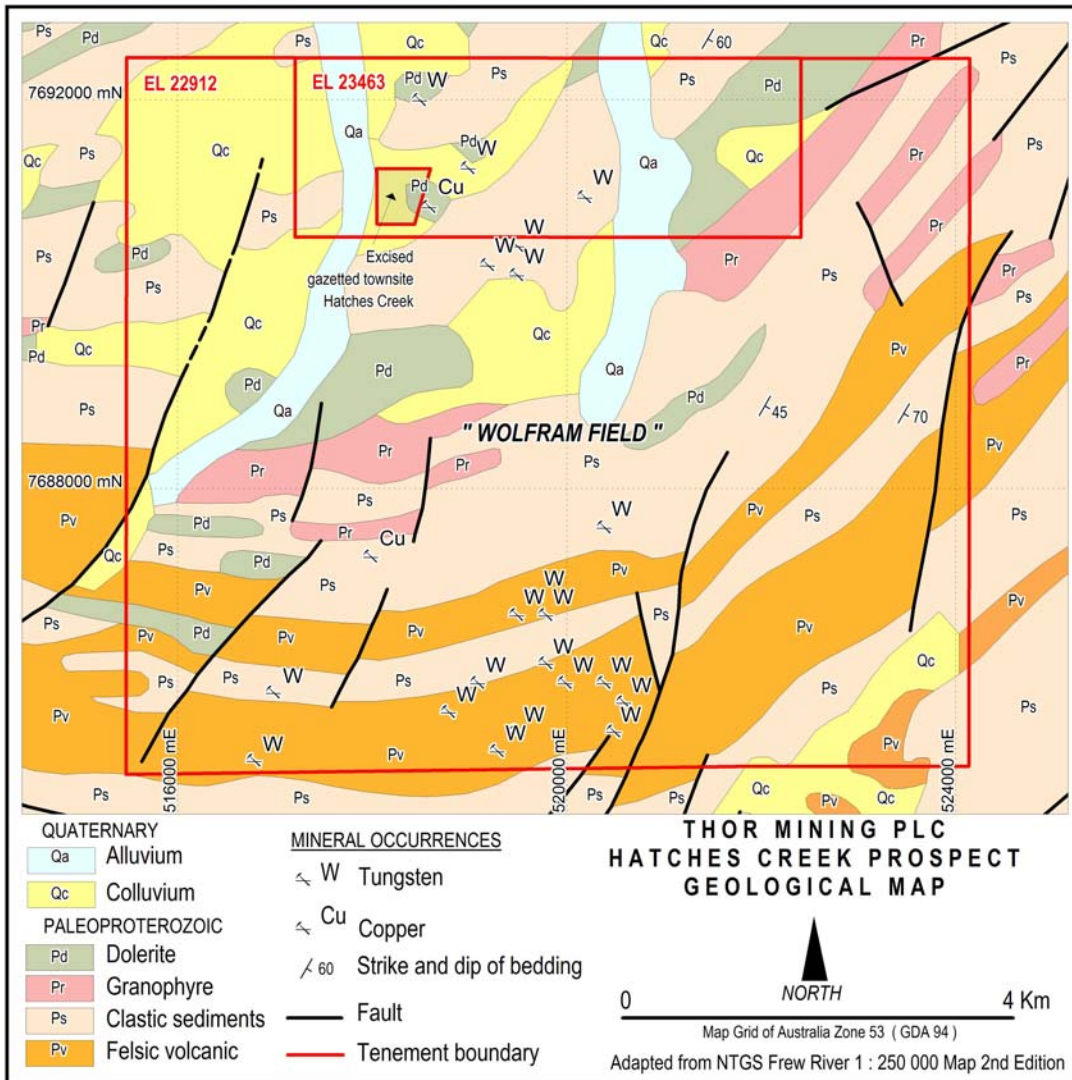 Ps
Pd
Qc
Ps
Qc
Ps
60
Pr
EL 22912
EL 23463
Pd
W
Pd
7692000 mN
Qa
Ps
Qc
Pd
W
Qa
Qc
Pr
Ps
Qc
Ps
Pd
Cu
W
Ps
Pr
Ps
Pd
Ps
W
W
W
Excised
gazetted townsite
Hatches Creek
Pr
Ps
Pr
Ps
Pr
Pd
Qc
Qc
Qc
Pv
Pr
Pd
Pd
Qa
Qa
Pd
45
70
" WOLFRAM FIELD "
Ps
Ps
Pr
Pr
Ps
Pv
7688000 mN
Ps
Pv
Pd
Ps
Ps
Pr
Cu
W
Ps
Ps
Qc
Ps
Pd
Ps
Pv
Pv
W
W
W
Ps
Pv
Ps
Pv
Pd
Pv
Pv
Pv
Qc
Ps
Ps
Ps
W
W
W
W
W
W
Ps
Ps
Pv
W
W
W
W
W
Pv
Pv
Ps
Ps
516000 mE
520000 mE
524000 mE
Qc
Pv
Qc
QUATERNARY
Qa Alluvium
Qc Colluvium
PALEOPROTEROZOIC
Pd Dolerite
Pr Granophyre
Ps Clastic sediments
Pv Felsic volcanic
MINERAL OCCURRENCES
W Tungsten
Cu Copper
60 Strike and dip of bedding
Fault
Tenement boundary
THOR MINING PLC
HATCHES CREEK PROSPECT
GEOLOGICAL MAP
NORTH
0 4 Km
Map Grid of Australia Zone 53 ( GDA 94 )
Adapted from NTGS Frew River 1 : 250 000 Map 2nd Edition